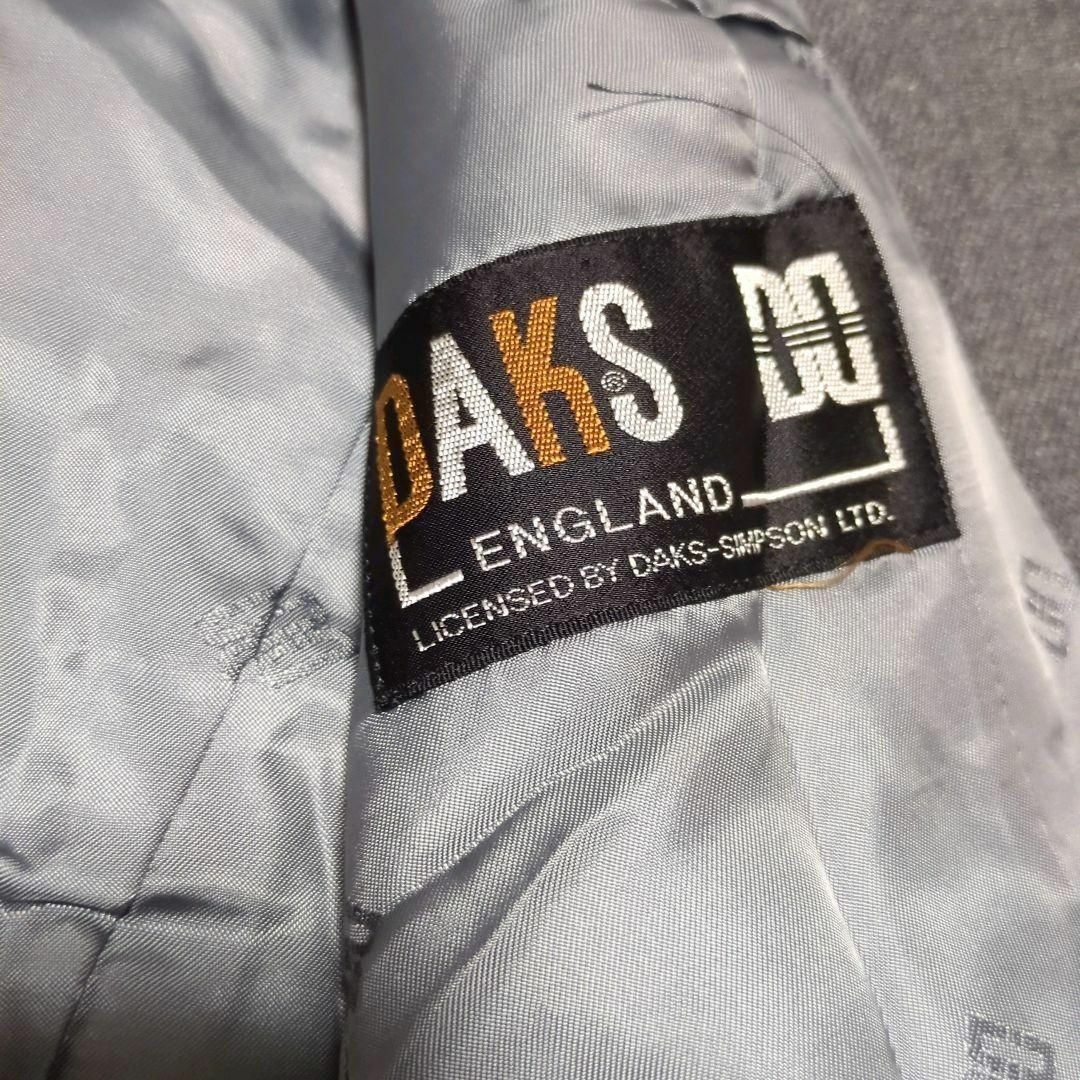 DAKS®
ENGLAND
LICENSED BY DAKS-SIMPSON LTD.